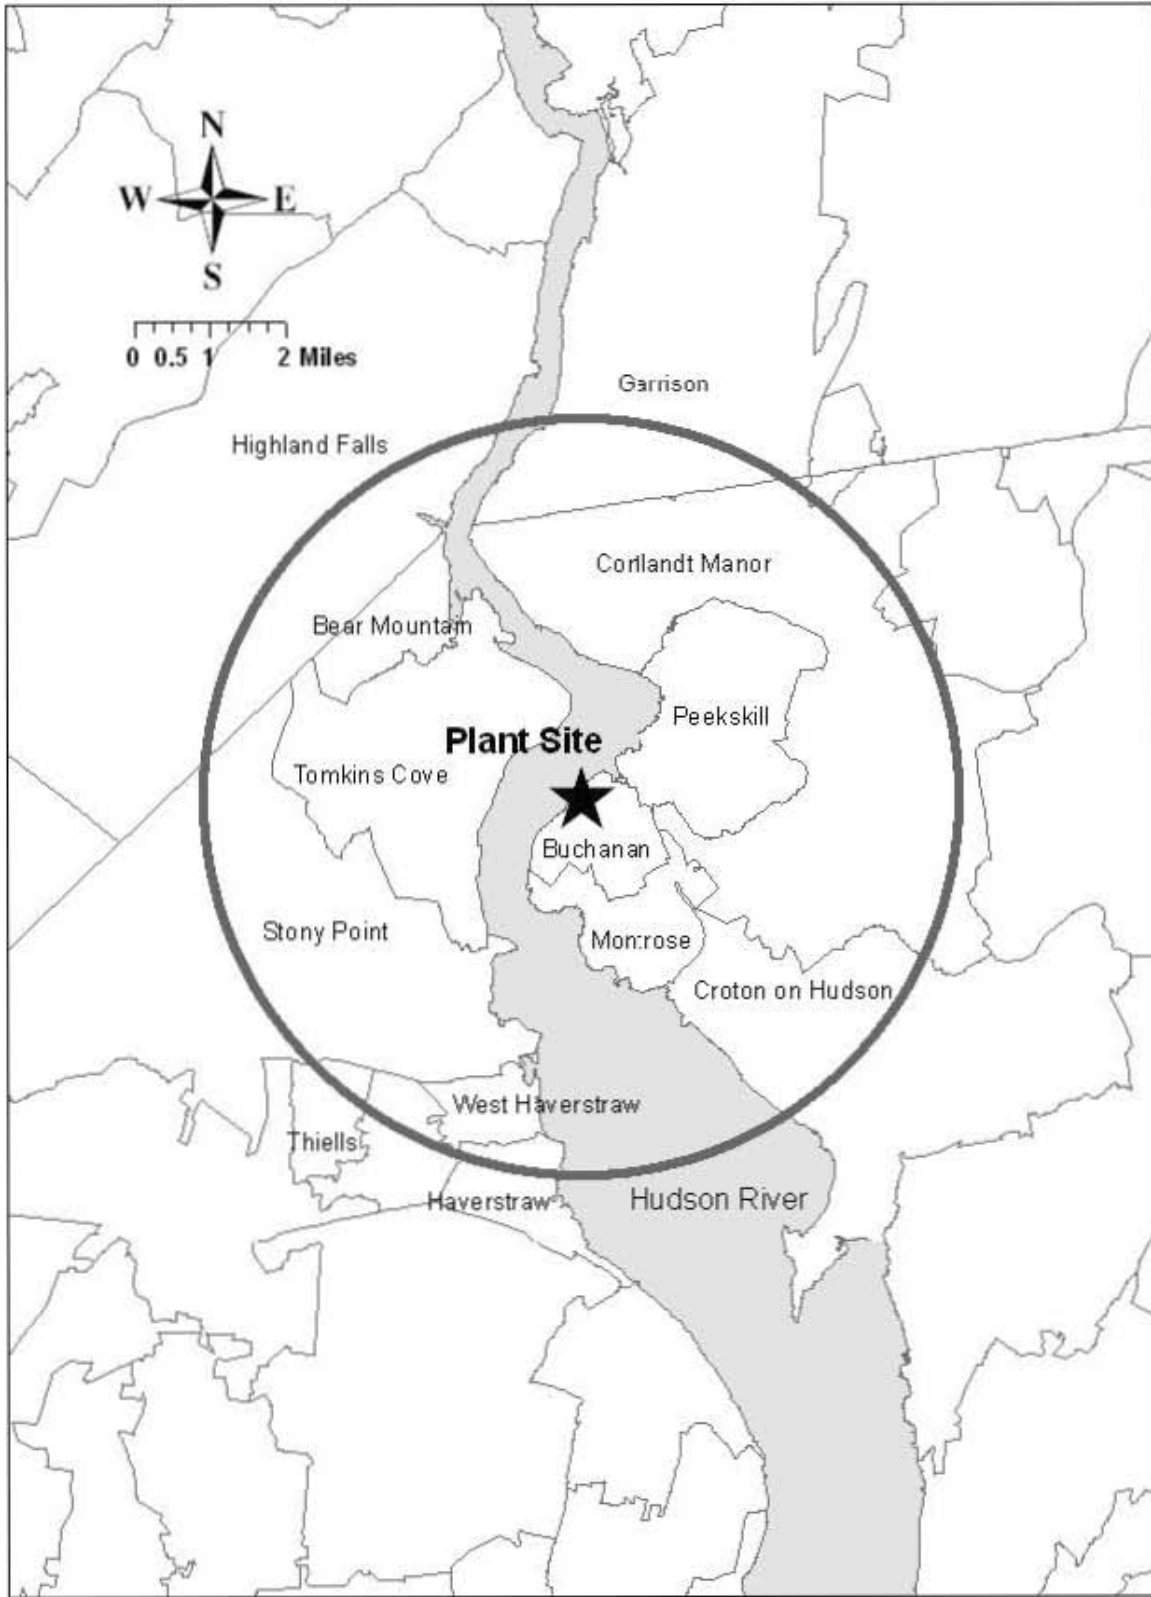 N
W E
S
0 0.5 1 2 Miles
Garrison
Highland Falls
Cortlandt Manor
Bear Mountain
Peekskill
Plant Site
Tomkins Cove
Buchanan
Stony Point
Montrose
Croton on Hudson
West Haverstraw
Thiells
Haverstraw
Hudson River